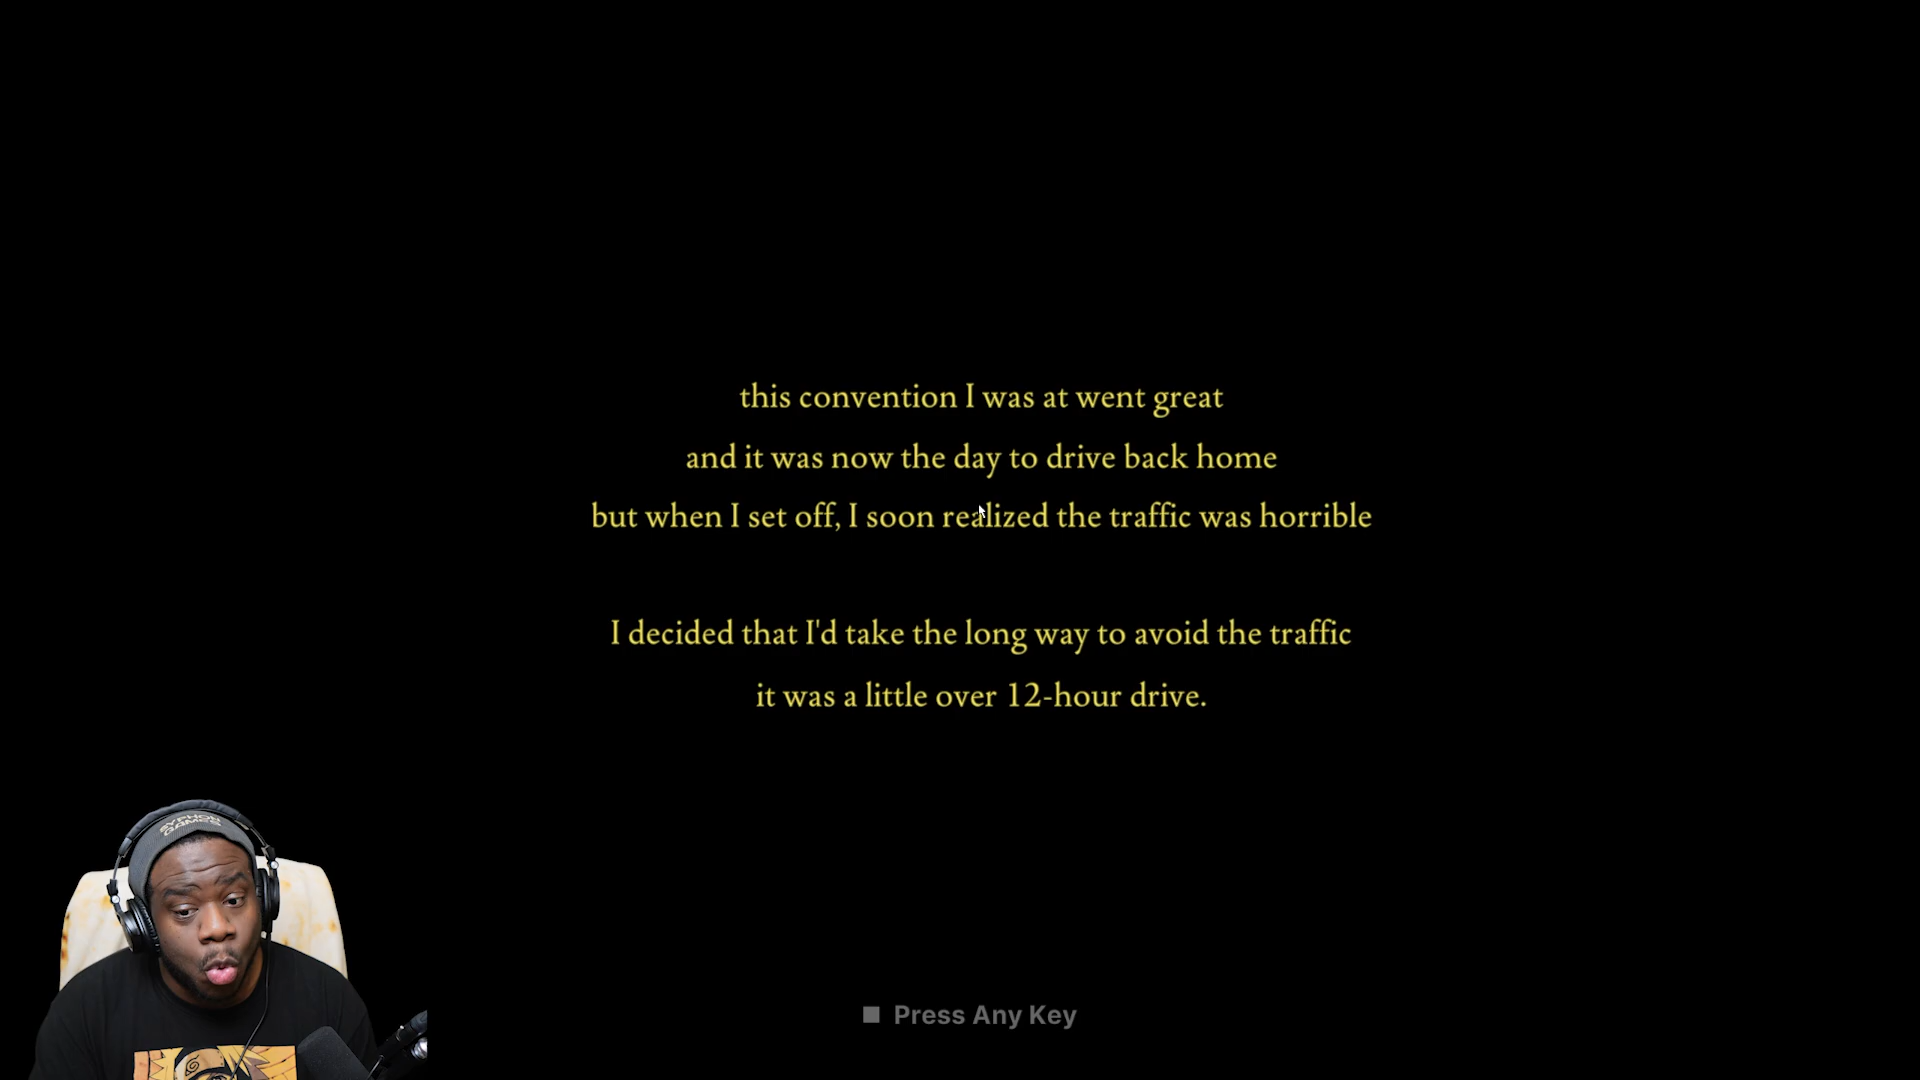 this convention I was at went great
and it was now the day to drive back home
but when I set off, I soon realized the traffic was horrible
I decided that I'd take the long way to avoid the traffic
it was a little over 12-hour drive.
SYPHON
GAMES
Press Any Key